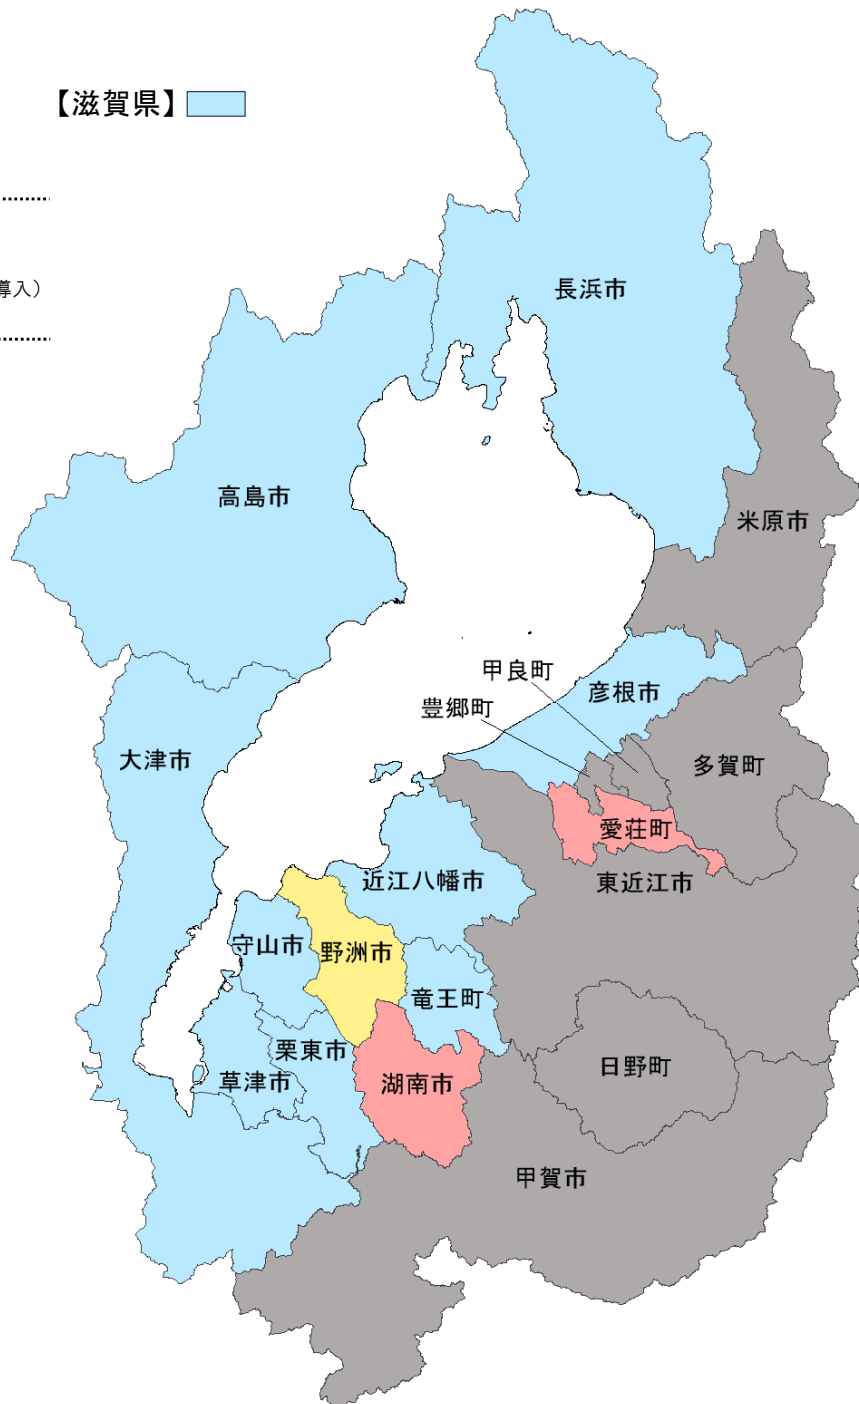 【滋賀県】
導入）
長浜市
高島市
米原市
甲良町
彦根市
豊郷町
大津市
多賀町
愛荘町
近江八幡市
東近江市
守山市
野洲市
竜王町
栗東市
日野町
草津市
湖南市
甲賀市